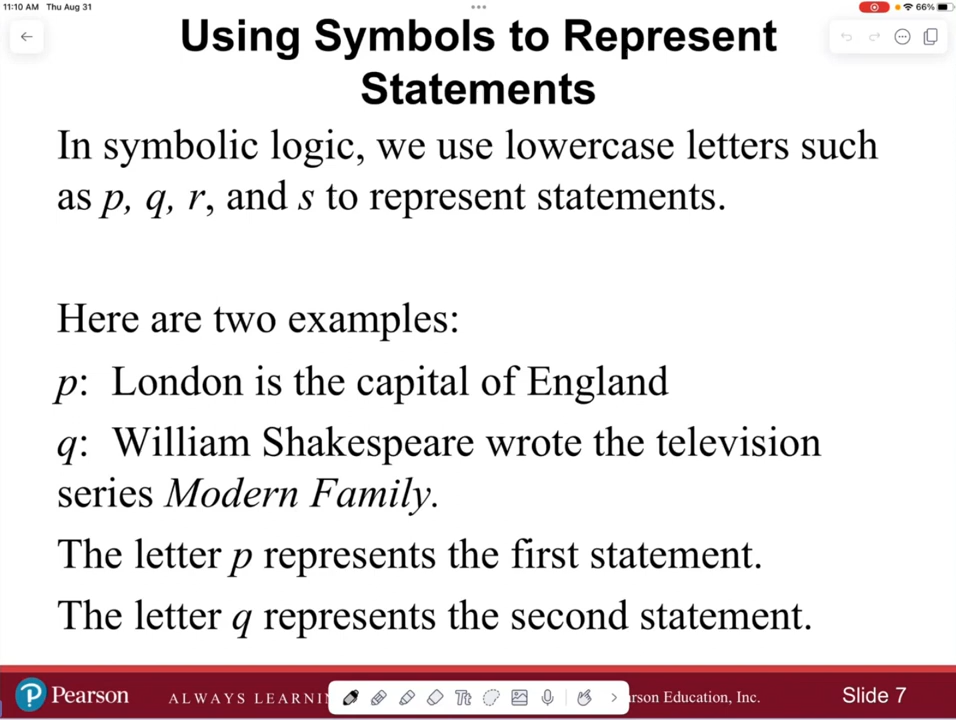 11:10 AM Thu Aug 31
66%
Using Symbols to Represent
Statements
In symbolic logic, we use lowercase letters such
as p, q, r, and s to represent statements.
Here are two examples:
p: London is the capital of England
q: William Shakespeare wrote the television
series Modern Family.
The letter p represents the first statement.
The letter q represents the second statement.
Pearson
ALWAYS LEARNIN
Tt
rson Education, Inc.
Slide 7